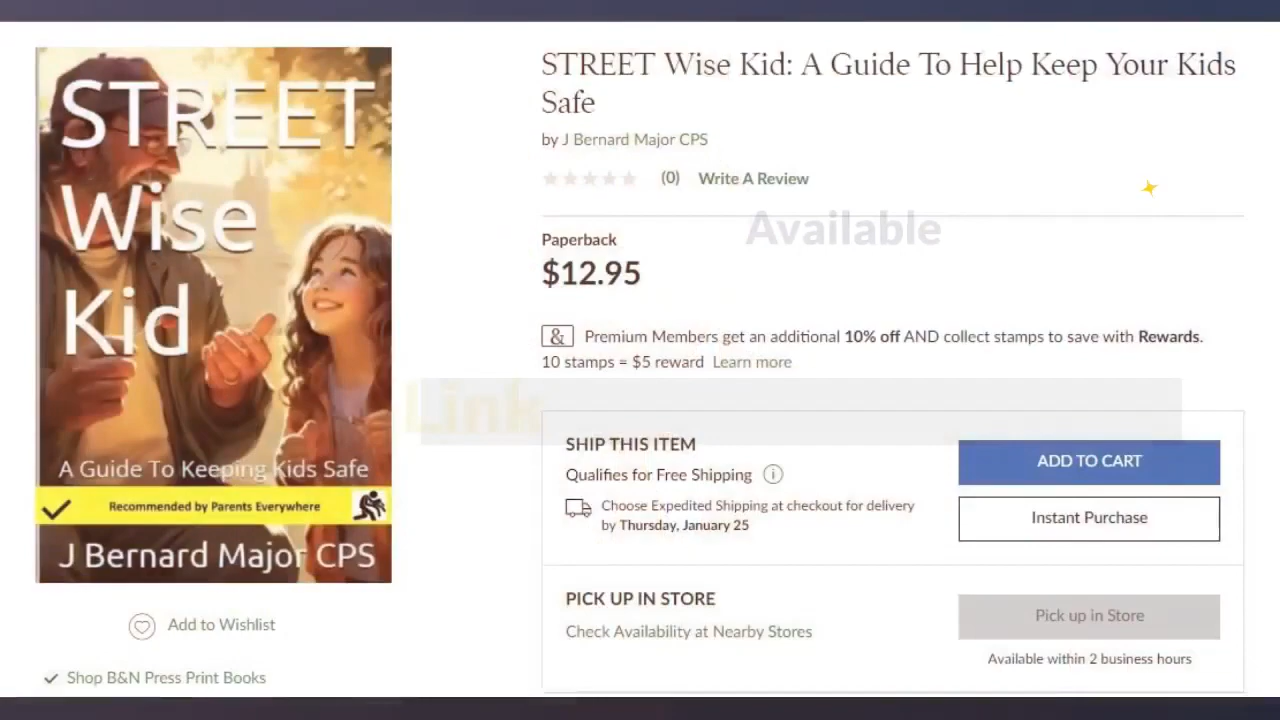 STREET
Wise
Kid
A Guide To Keeping Kids Safe
Recommended by Parents Everywhere
J Bernard Major CPS
Add to Wishlist
Shop B&N Press Print Books
STREET Wise Kid: A Guide To Help Keep Your Kids
Safe
by J Bernard Major CPS
(0) Write A Review
Available
Paperback
$12.95
& Premium Members get an additional 10% off AND collect stamps to save with Rewards.
10 stamps = $5 reward Learn more
Link
SHIP THIS ITEM
Qualifies for Free Shipping
Choose Expedited Shipping at checkout for delivery
by Thursday, January 25
ADD TO CART
Instant Purchase
PICK UP IN STORE
Check Availability at Nearby Stores
Pick up in Store
Available within 2 business hours